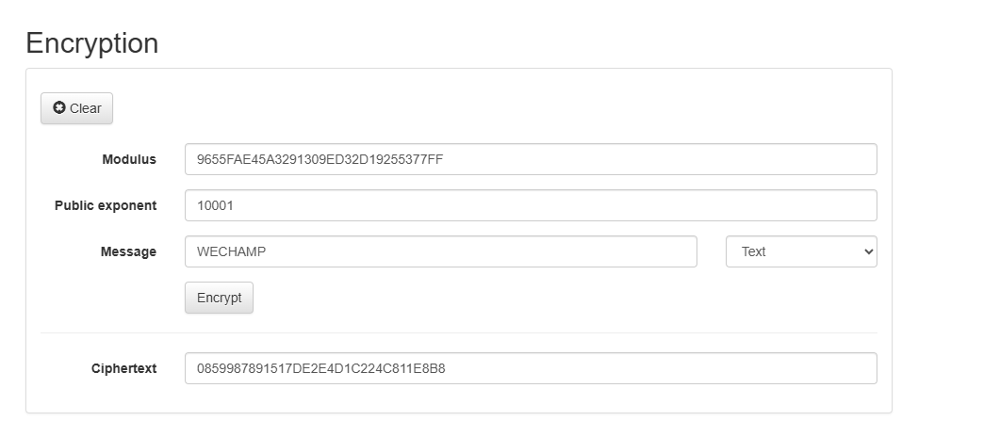 Encryption
Clear
Modulus 9655FAE45A3291309ED32D19255377FF
Public exponent 10001
Message WECHAMP Text
Encrypt
Ciphertext 0859987891517DE2E4D1C224C811E8B8